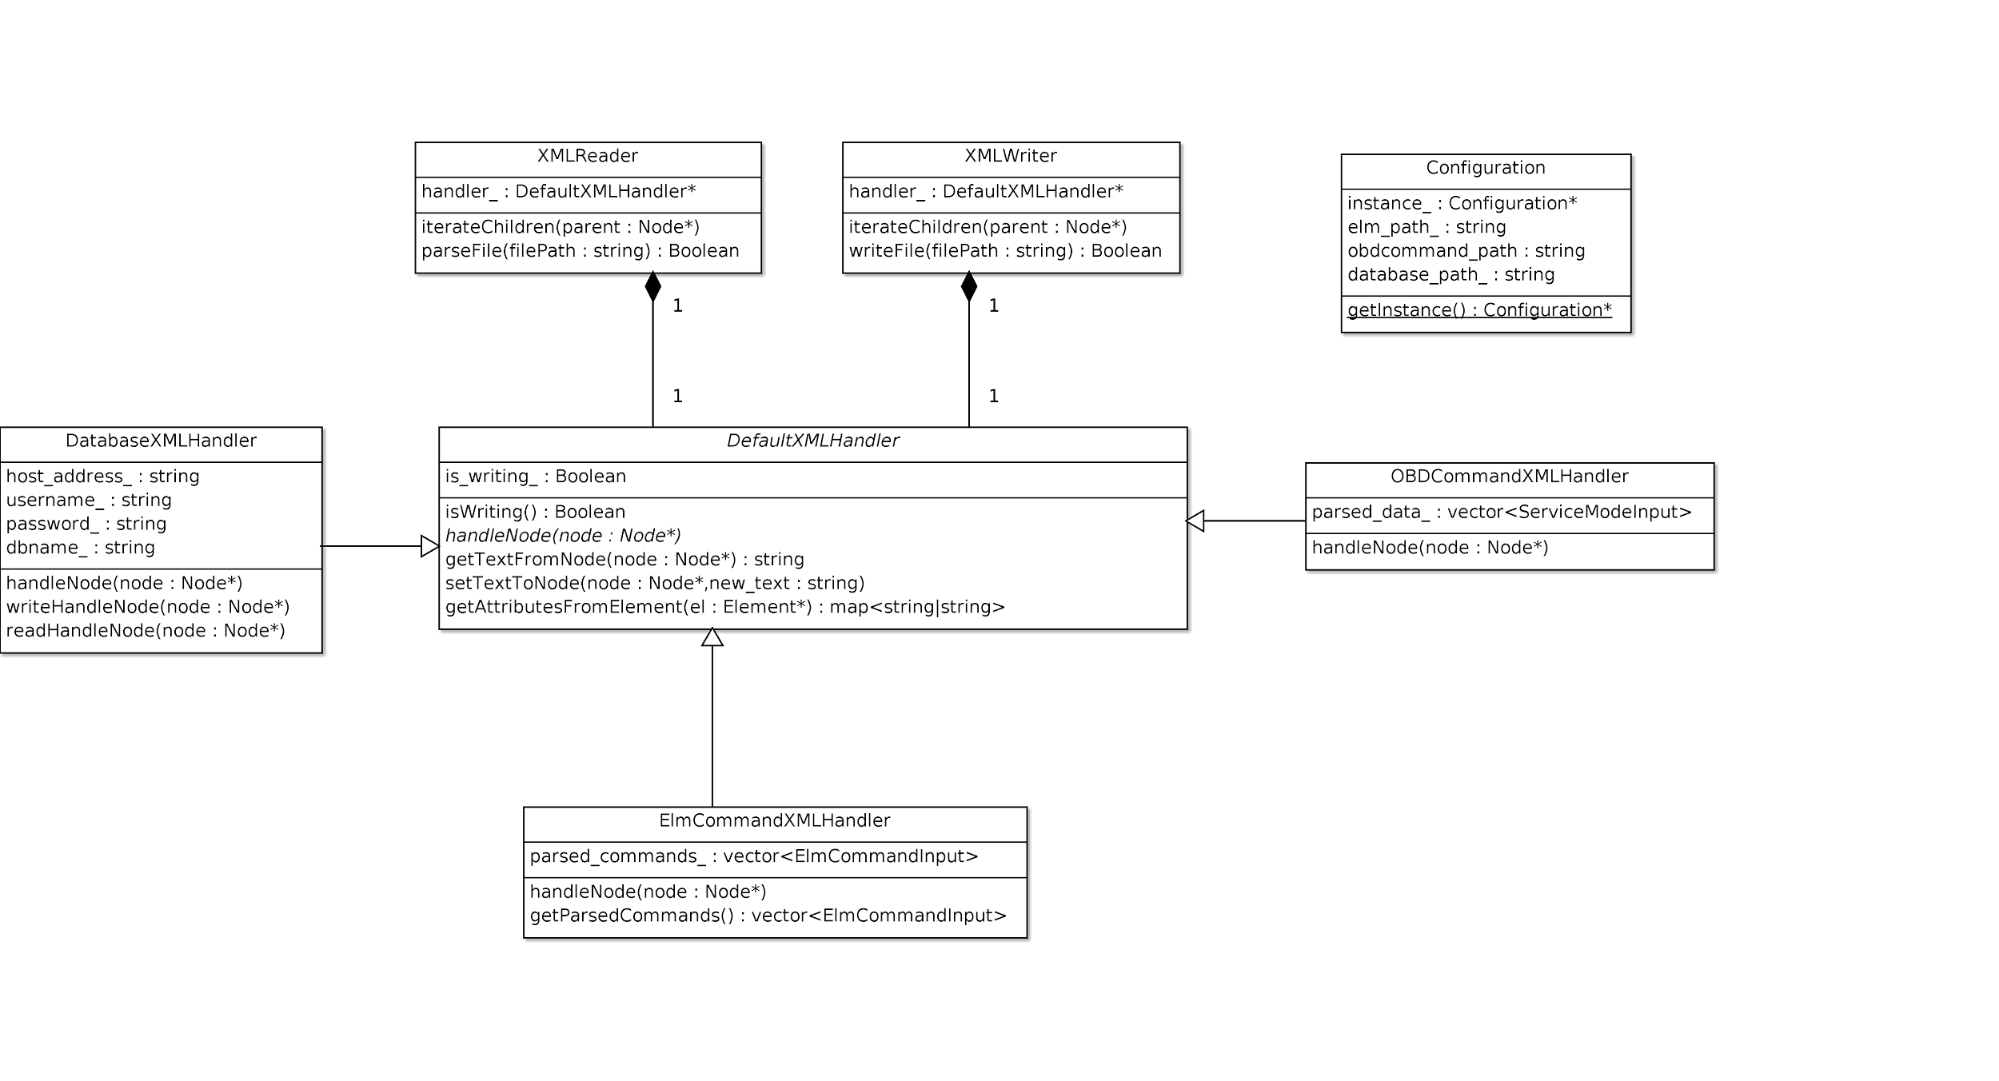 XMLReader
handler_ : DefaultXMLHandler*
iterateChildren(parent : Node*)
parseFile(filePath : string) : Boolean
XMLWriter
handler_ : DefaultXMLHandler*
iterateChildren(parent : Node*)
writeFile(filePath : string) : Boolean
Configuration
instance_ : Configuration*
elm_path_ : string
obdcommand_path : string
database_path_ : string
getInstance() : Configuration*
1
1
1
1
DatabaseXMLHandler
host_address_ : string
username_ : string
password_ : string
dbname_ : string
handleNode(node : Node*)
writeHandleNode(node : Node*)
readHandleNode(node : Node*)
DefaultXMLHandler
is_writing_ : Boolean
isWriting() : Boolean
handleNode(node : Node*)
getTextFromNode(node : Node*) : string
setTextToNode(node : Node*,new_text : string)
getAttributesFromElement(el : Element*) : map<string|string>
OBDCommandXMLHandler
parsed_data_ : vector<ServiceModeInput>
handleNode(node : Node*)
ElmCommandXMLHandler
parsed_commands_ : vector<ElmCommandInput>
handleNode(node : Node*)
getParsedCommands() : vector<ElmCommandInput>